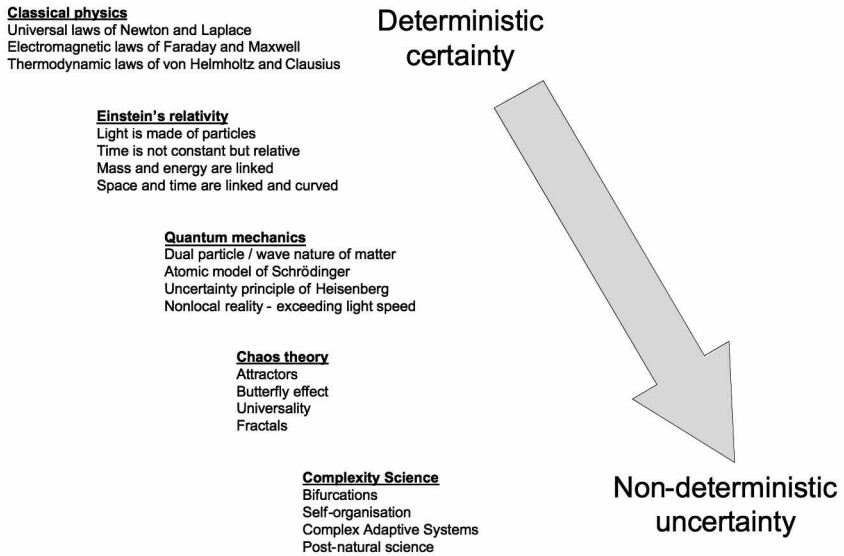 Classical physics
Universal laws of Newton and Laplace
Electromagnetic laws of Faraday and Maxwell
Thermodynamic laws of von Helmholtz and Clausius
Deterministic
certainty
Einstein's relativity
Light is made of particles
Time is not constant but relative
Mass and energy are linked
Space and time are linked and curved
Quantum mechanics
Dual particle / wave nature of matter
Atomic model of Schrödinger
Uncertainty principle of Heisenberg
Nonlocal reality - exceeding light speed
Chaos theory
Attractors
Butterfly effect
Universality
Fractals
Complexity Science
Bifurcations
Self-organisation
Complex Adaptive Systems
Post-natural science
Non-deterministic
uncertainty